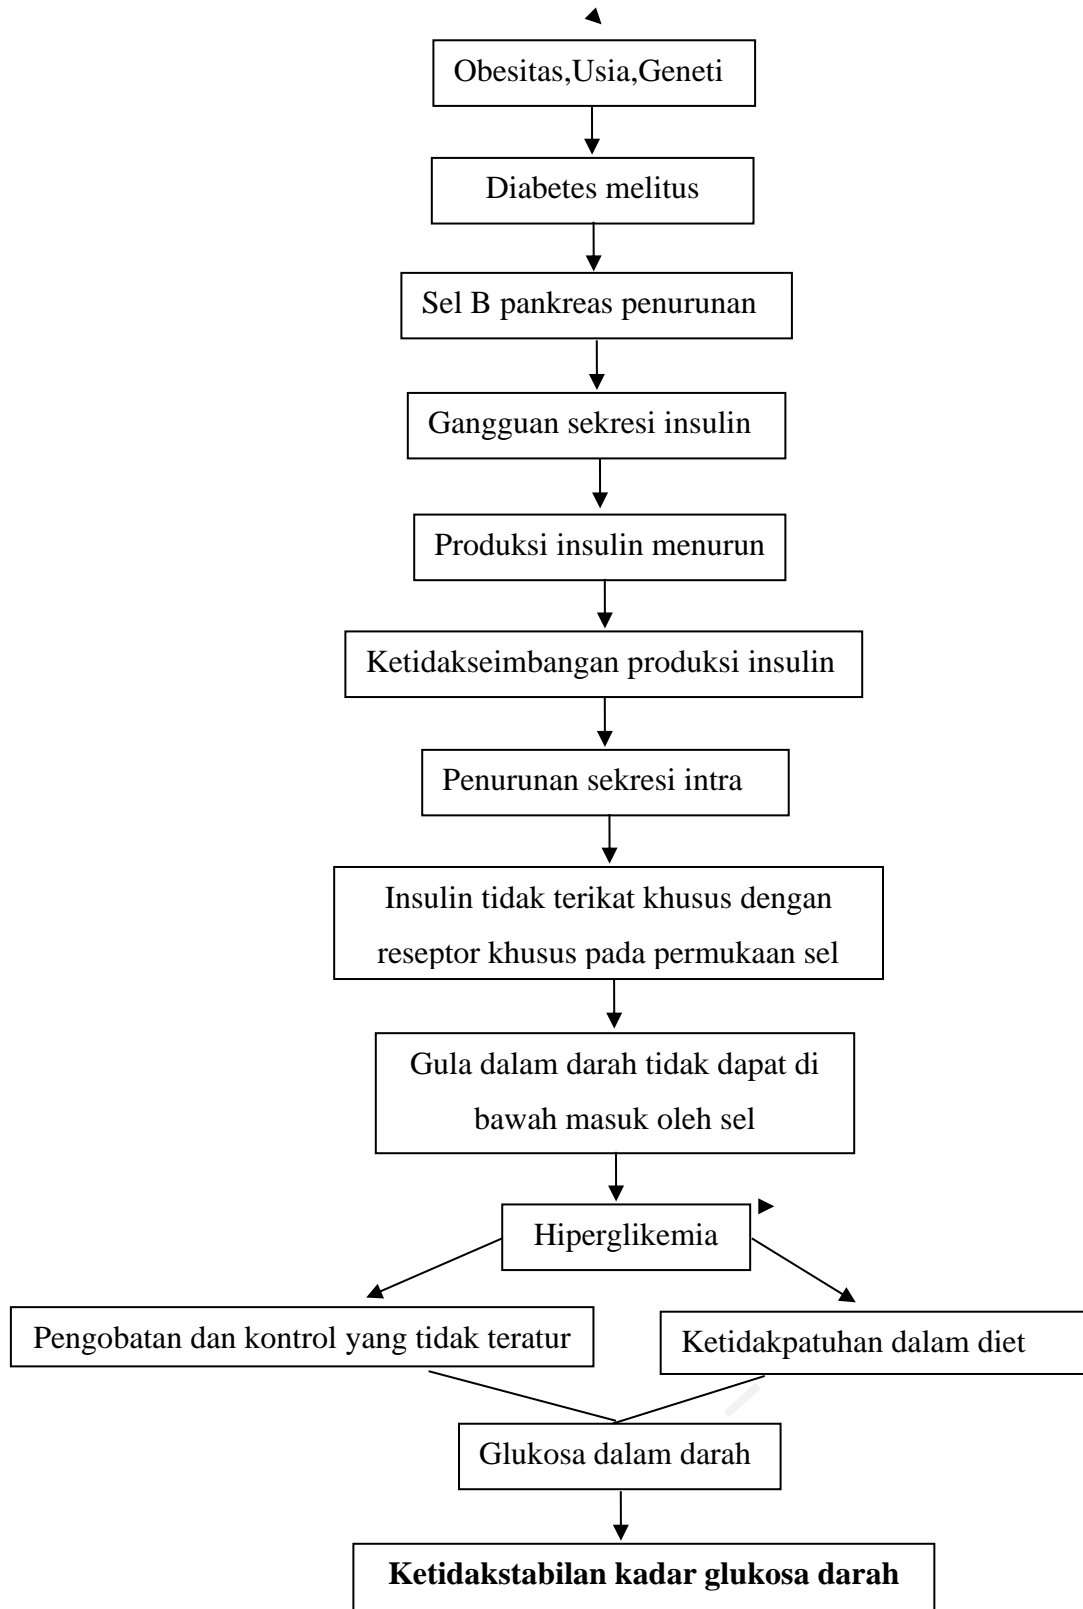 Obesitas,Usia,Geneti
Diabetes melitus
Sel B pankreas penurunan
Gangguan sekresi insulin
Produksi insulin menurun
Ketidakseimbangan produksi insulin
Penurunan sekresi intra
Insulin tidak terikat khusus dengan
reseptor khusus pada permukaan sel
Gula dalam darah tidak dapat di
bawah masuk oleh sel
Hiperglikemia
Pengobatan dan kontrol yang tidak teratur
Ketidakpatuhan dalam diet
Glukosa dalam darah
Ketidakstabilan kadar glukosa darah